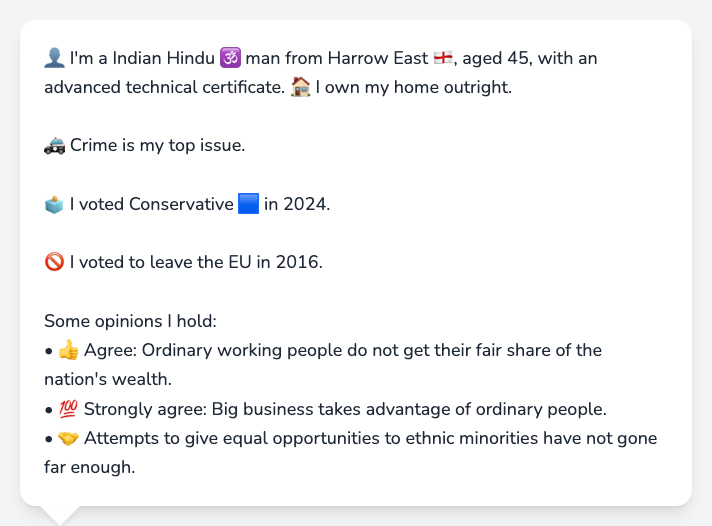 👤 I'm a Indian Hindu 🕉️ man from Harrow East 🏴󠁧󠁢󠁥󠁮󠁧󠁿, aged 45, with an
advanced technical certificate. 🏠 I own my home outright.
🚓 Crime is my top issue.
🗳️ I voted Conservative 🟦 in 2024.
🚫 I voted to leave the EU in 2016.
Some opinions I hold:
• 👍 Agree: Ordinary working people do not get their fair share of the
nation's wealth.
• 💯 Strongly agree: Big business takes advantage of ordinary people.
• 🤝 Attempts to give equal opportunities to ethnic minorities have not gone
far enough.